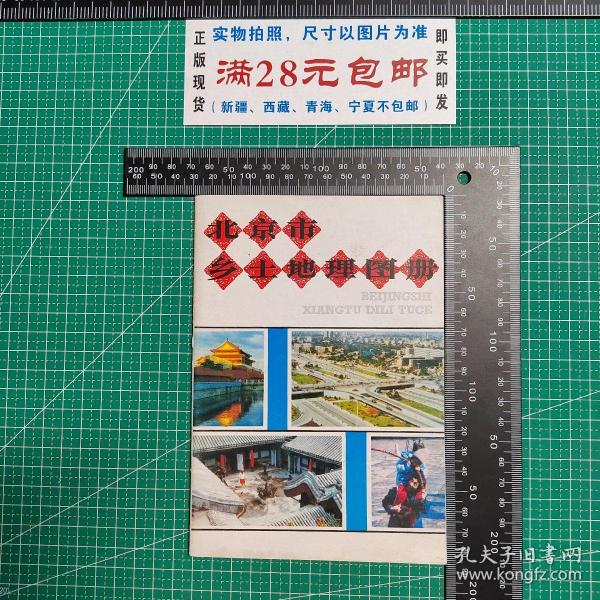 正版现货
实物拍照，尺寸以图片为准
满28元包邮
（新疆、西藏、青海、宁夏不包邮）
即买即发
北京市
乡土地理图册
BEIJINGSHI
XIANGTU DILI TUCE
孔夫子旧书网
www.kongfz.com